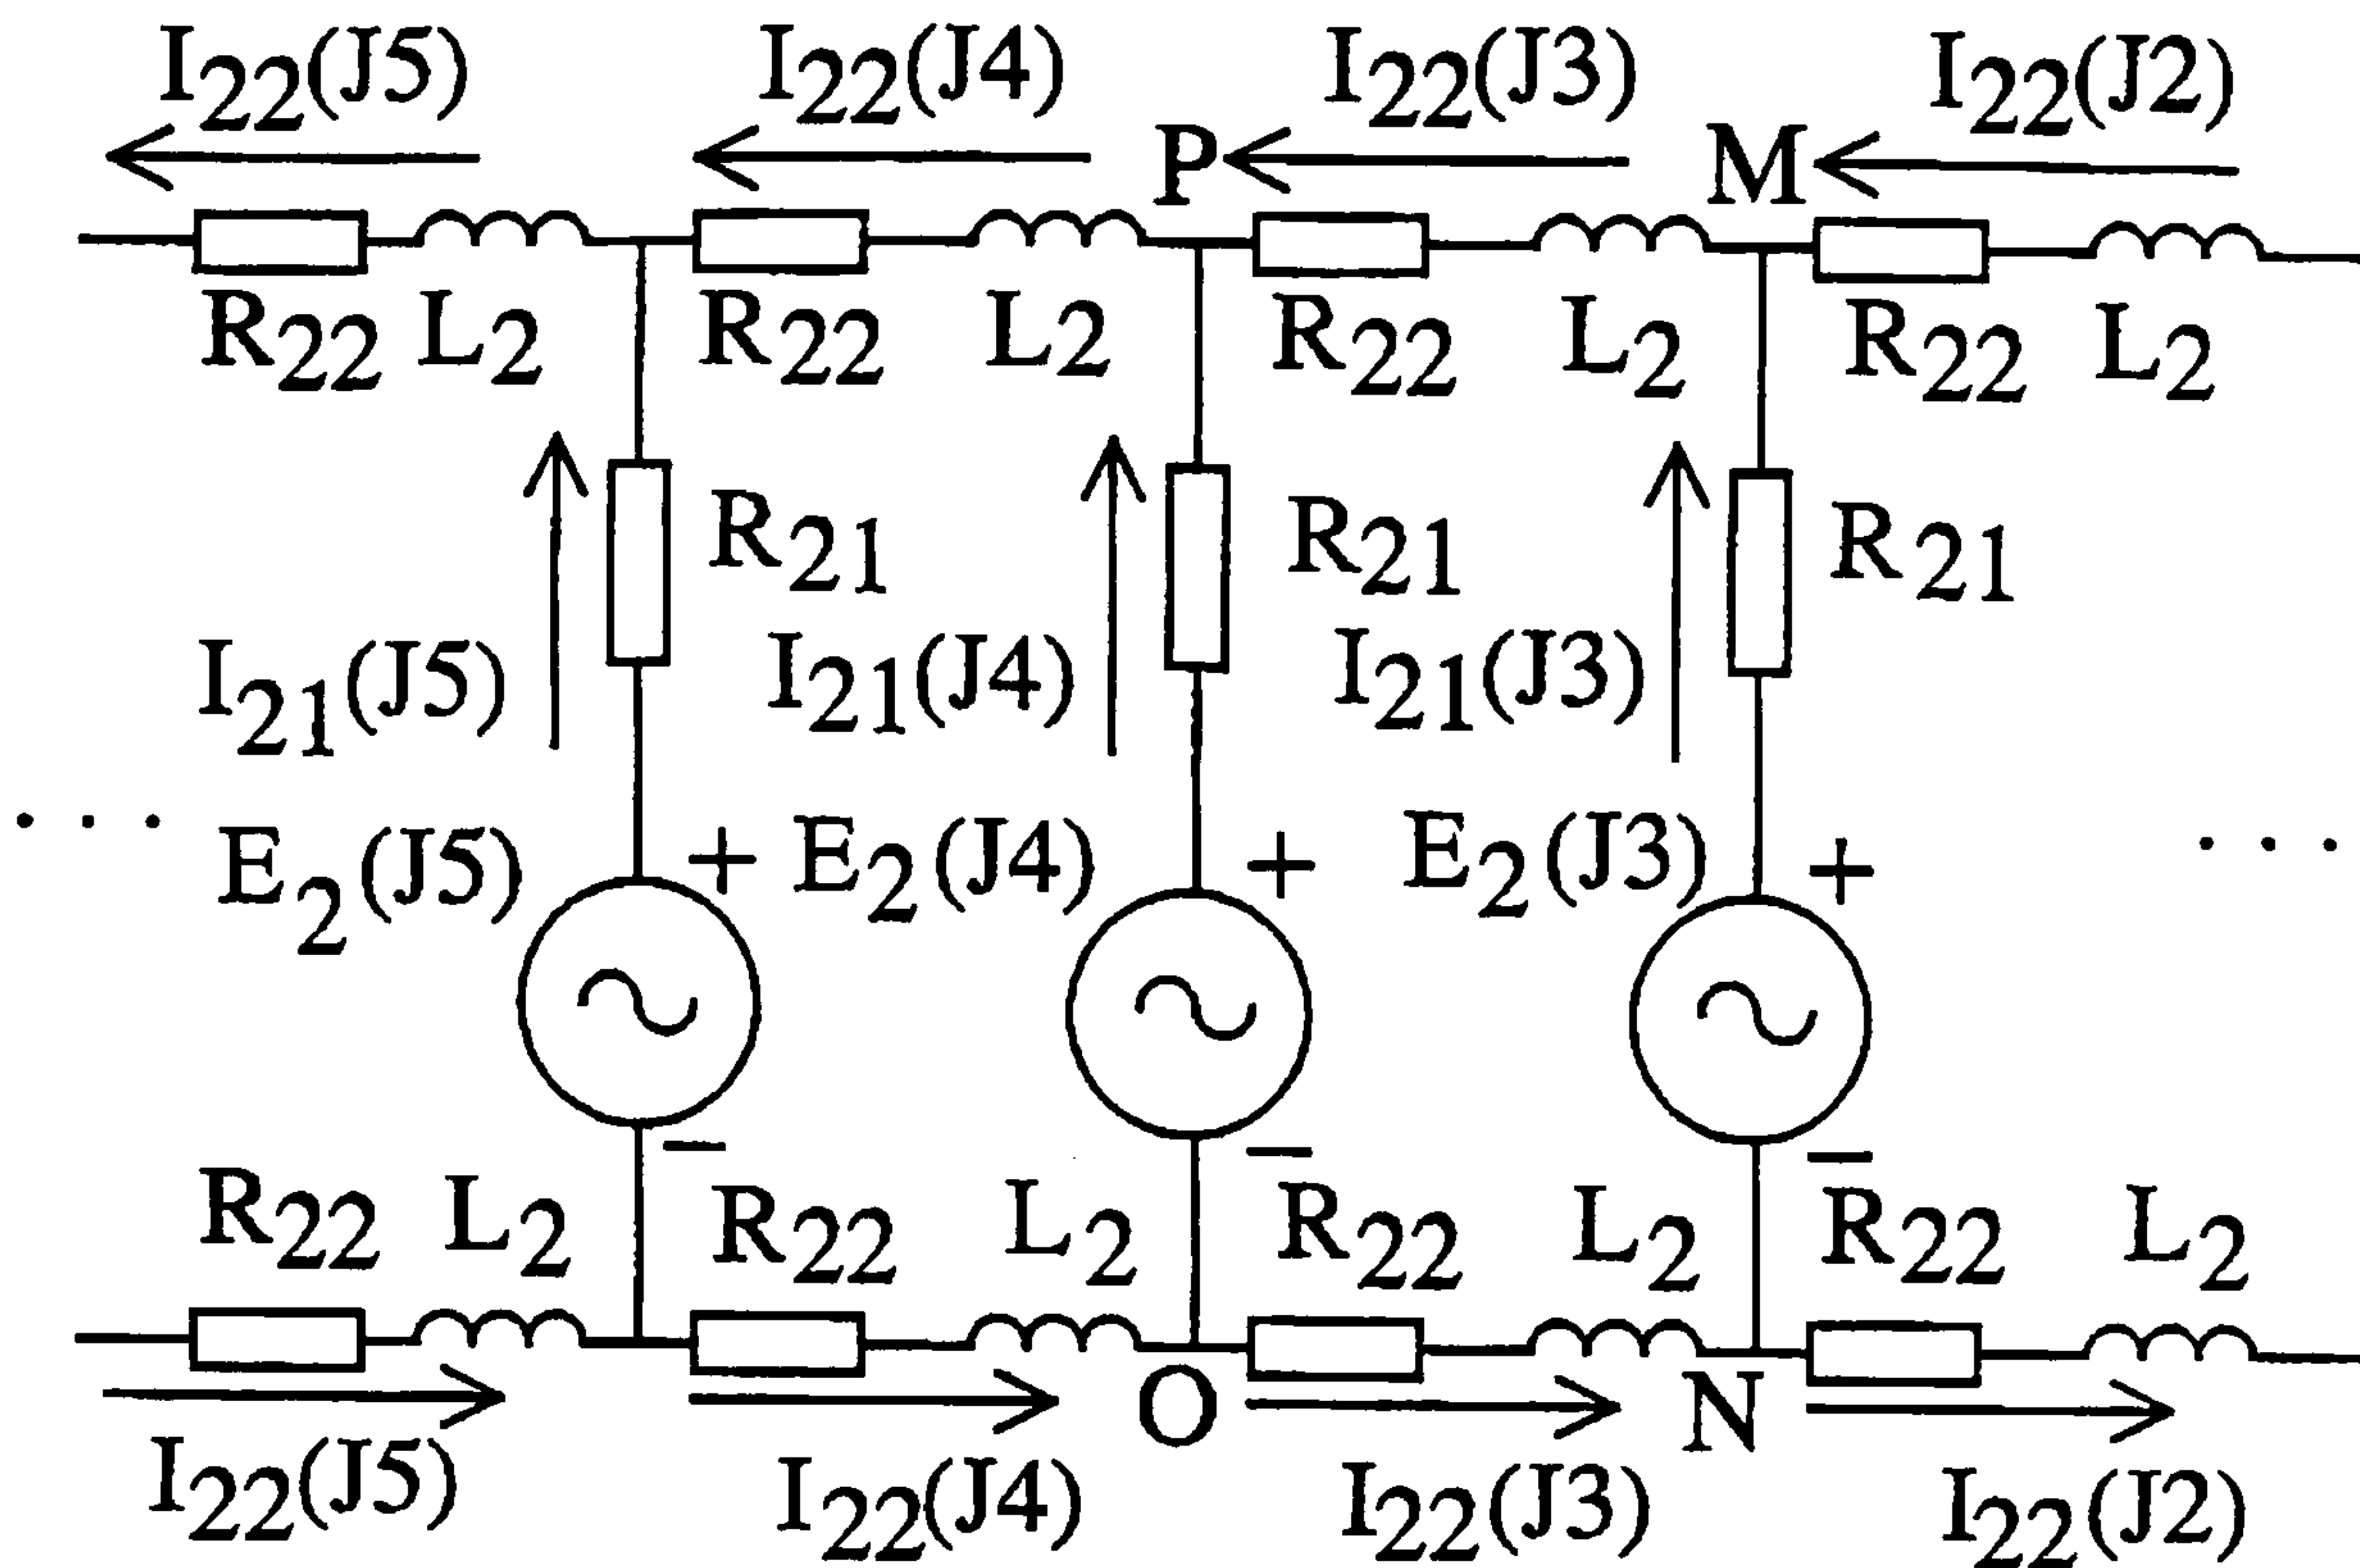 I22(J5) I22(J4) I22(J3) I22(J2)
P M
R22 L2 R22 L2 R22 L2 R22 L2
R21 R21 R21
I21(J5) I21(J4) I21(J3)
. . . . . .
E2(J5) + E2(J4) + E2(J3) +
− − −
R22 L2 R22 L2 R22 L2 R22 L2
O N
I22(J5) I22(J4) I22(J3) I22(J2)